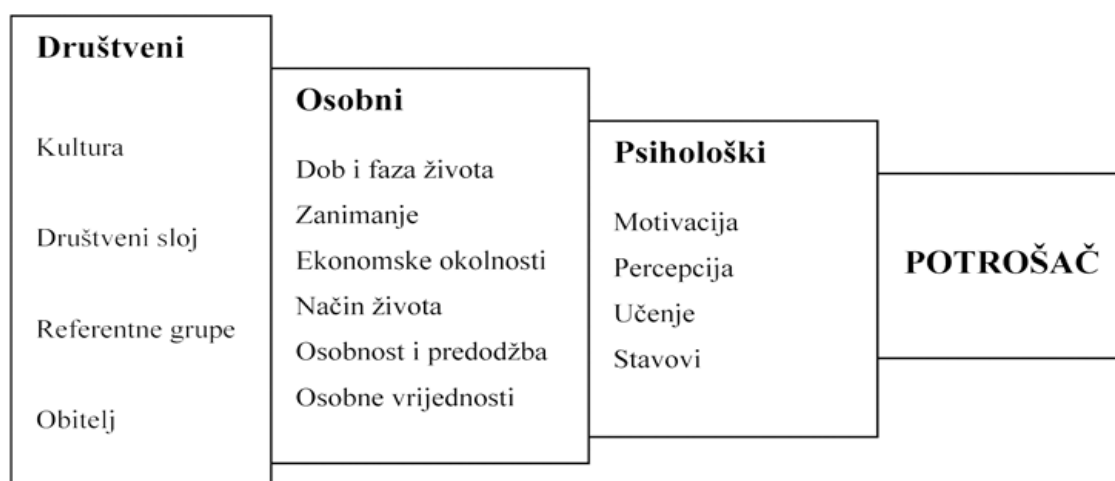 Društveni
Kultura
Društveni sloj
Referentne grupe
Obitelj
Osobni
Dob i faza života
Zanimanje
Ekonomske okolnosti
Način života
Osobnost i predodžba
Osobne vrijednosti
Psihološki
Motivacija
Percepcija
Učenje
Stavovi
POTROŠAČ